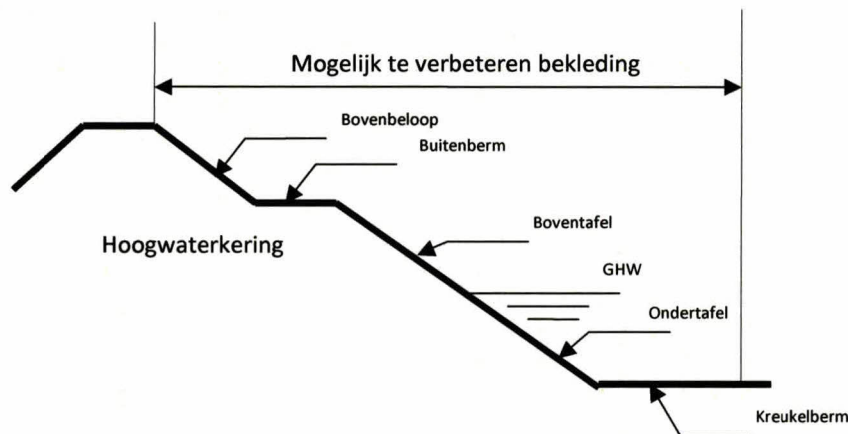 Mogelijk te verbeteren bekleding
Bovenbeloop
Buitenberm
Boventafel
Hoogwaterkering
GHW
Ondertafel
Kreukelberm